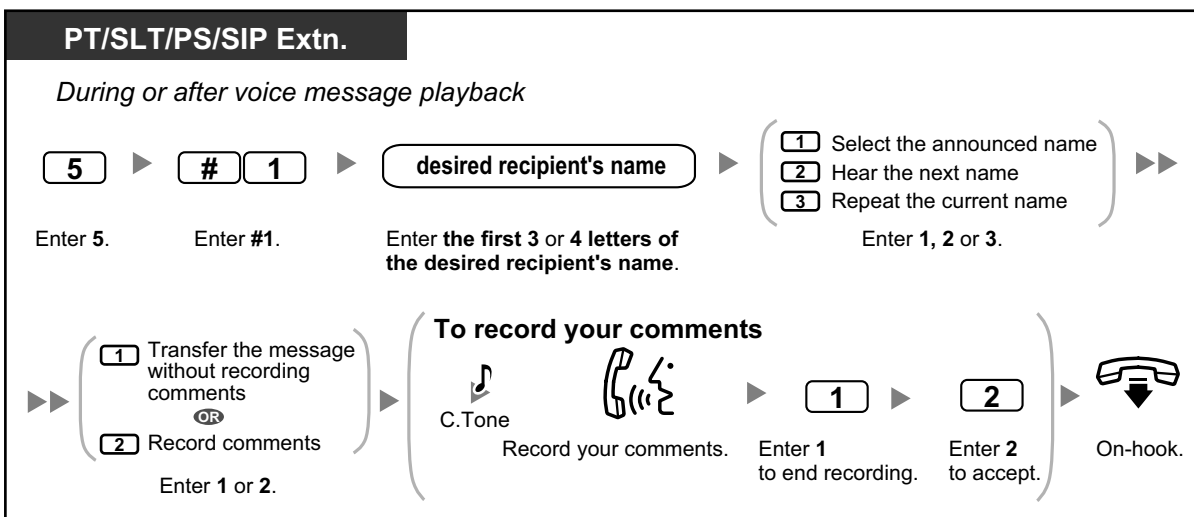 PT/SLT/PS/SIP Extn.
During or after voice message playback
5
# 1
desired recipient's name
1 Select the announced name
2 Hear the next name
3 Repeat the current name
Enter 5.
Enter #1.
Enter the first 3 or 4 letters of
the desired recipient's name.
Enter 1, 2 or 3.
1 Transfer the message
without recording
comments
OR
2 Record comments
Enter 1 or 2.
To record your comments
C.Tone
Record your comments.
1
Enter 1
to end recording.
2
Enter 2
to accept.
On-hook.